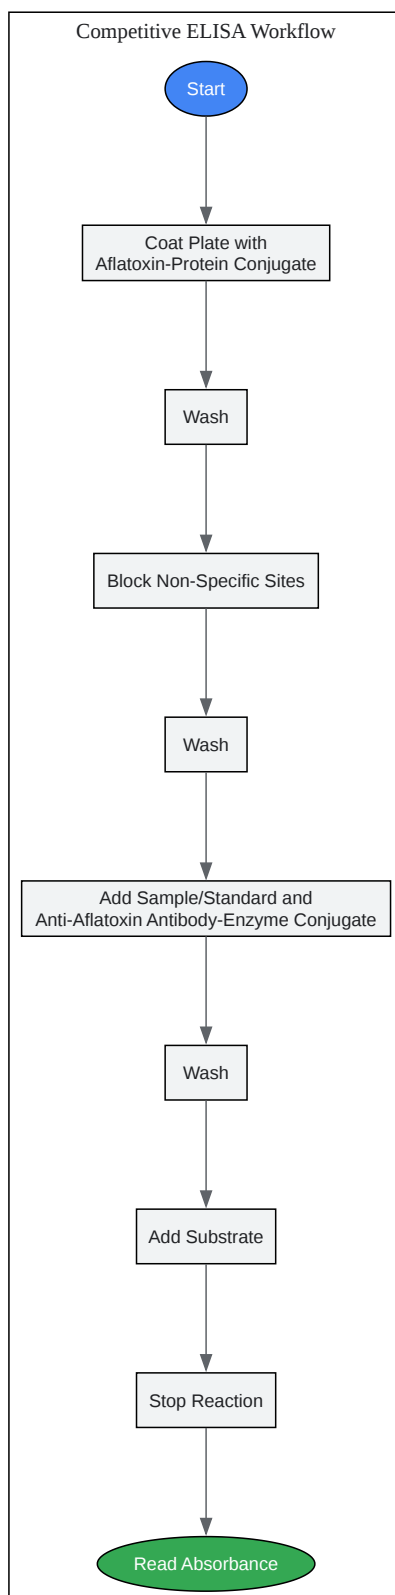 Competitive ELISA Workflow
Start
Coat Plate with
Aflatoxin-Protein Conjugate
Wash
Block Non-Specific Sites
Wash
Add Sample/Standard and
Anti-Aflatoxin Antibody-Enzyme Conjugate
Wash
Add Substrate
Stop Reaction
Read Absorbance